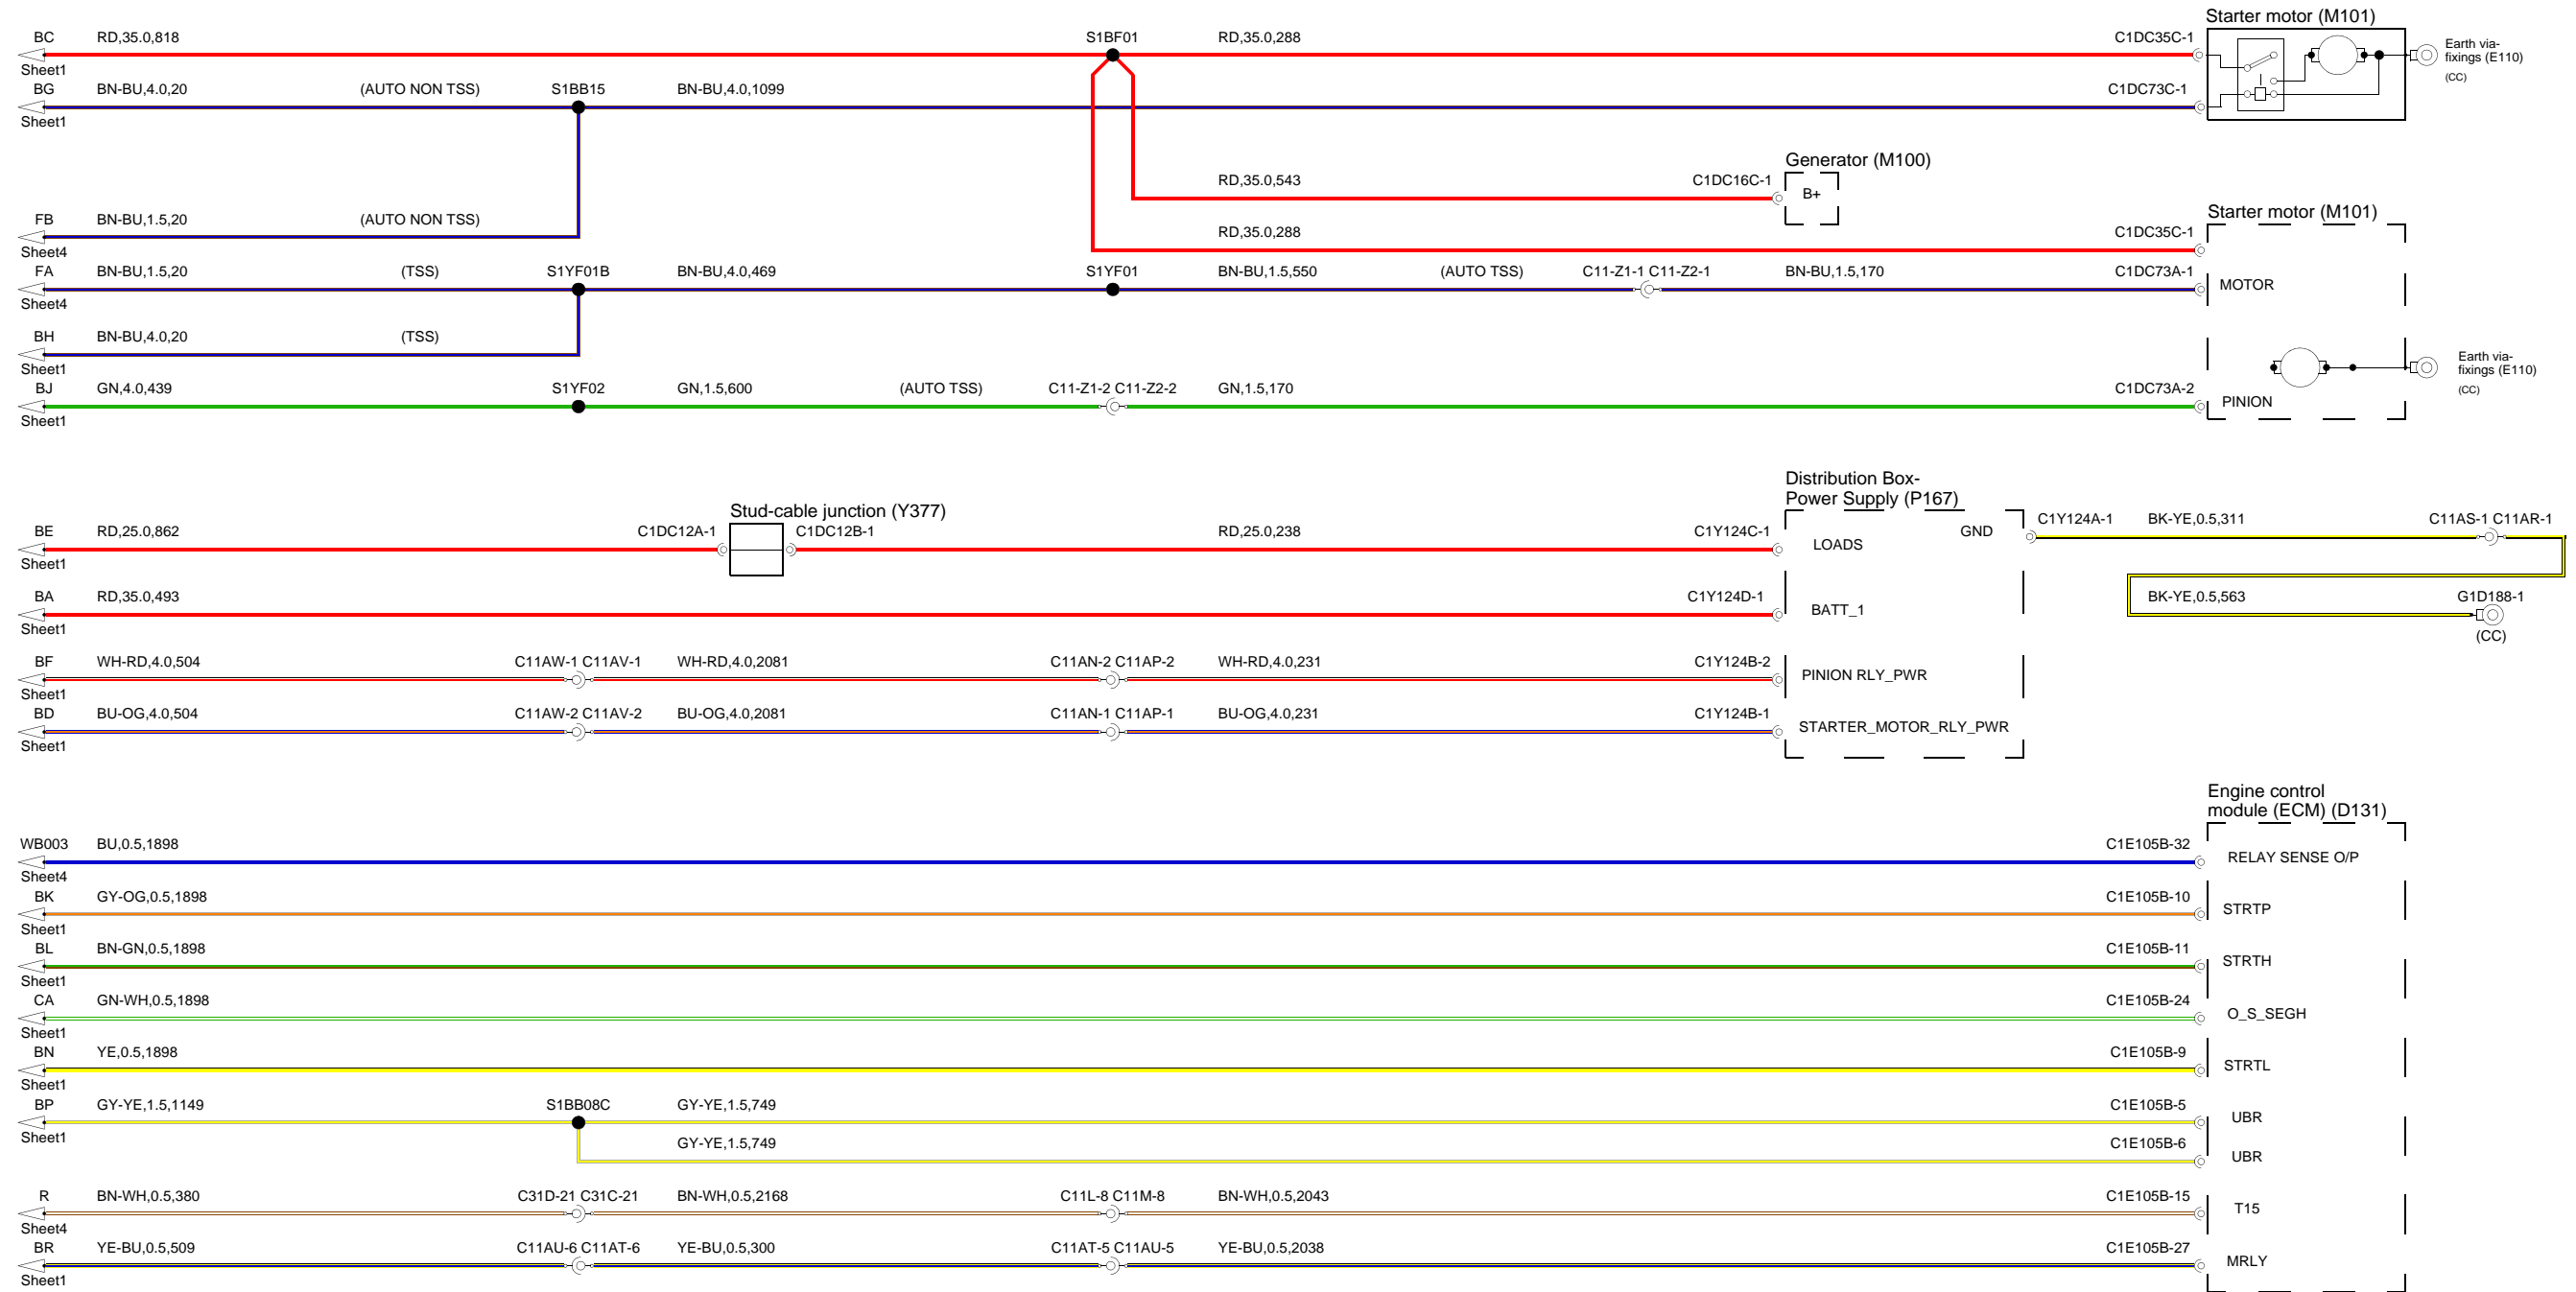 Starter motor (M101)
BC RD,35.0,818 S1BF01 RD,35.0,288 C1DC35C-1
Earth via-
fixings (E110)
(CC)
Sheet1
BG BN-BU,4.0,20 (AUTO NON TSS) S1BB15 BN-BU,4.0,1099 C1DC73C-1
Sheet1
Generator (M100)
RD,35.0,543 C1DC16C-1 B+
FB BN-BU,1.5,20 (AUTO NON TSS)
Sheet4
Starter motor (M101)
RD,35.0,288 C1DC35C-1
FA BN-BU,1.5,20 (TSS) S1YF01B BN-BU,4.0,469 S1YF01 BN-BU,1.5,550 (AUTO TSS) C11-Z1-1 C11-Z2-1 BN-BU,1.5,170 C1DC73A-1 MOTOR
Sheet4
BH BN-BU,4.0,20 (TSS)
Sheet1
Earth via-
fixings (E110)
(CC)
BJ GN,4.0,439 S1YF02 GN,1.5,600 (AUTO TSS) C11-Z1-2 C11-Z2-2 GN,1.5,170 C1DC73A-2 PINION
Sheet1
Distribution Box-
Power Supply (P167)
Stud-cable junction (Y377)
BE RD,25.0,862 C1DC12A-1 C1DC12B-1 RD,25.0,238 C1Y124C-1 LOADS GND C1Y124A-1 BK-YE,0.5,311 C11AS-1 C11AR-1
Sheet1
BA RD,35.0,493 C1Y124D-1 BATT_1 BK-YE,0.5,563 G1D188-1
(CC)
Sheet1
BF WH-RD,4.0,504 C11AW-1 C11AV-1 WH-RD,4.0,2081 C11AN-2 C11AP-2 WH-RD,4.0,231 C1Y124B-2 PINION RLY_PWR
Sheet1
BD BU-OG,4.0,504 C11AW-2 C11AV-2 BU-OG,4.0,2081 C11AN-1 C11AP-1 BU-OG,4.0,231 C1Y124B-1 STARTER_MOTOR_RLY_PWR
Sheet1
Engine control
module (ECM) (D131)
WB003 BU,0.5,1898 C1E105B-32 RELAY SENSE O/P
Sheet4
BK GY-OG,0.5,1898 C1E105B-10 STRTP
Sheet1
BL BN-GN,0.5,1898 C1E105B-11 STRTH
Sheet1
CA GN-WH,0.5,1898 C1E105B-24 O_S_SEGH
Sheet1
BN YE,0.5,1898 C1E105B-9 STRTL
Sheet1
BP GY-YE,1.5,1149 S1BB08C GY-YE,1.5,749 C1E105B-5 UBR
Sheet1
GY-YE,1.5,749 C1E105B-6 UBR
R BN-WH,0.5,380 C31D-21 C31C-21 BN-WH,0.5,2168 C11L-8 C11M-8 BN-WH,0.5,2043 C1E105B-15 T15
Sheet4
BR YE-BU,0.5,509 C11AU-6 C11AT-6 YE-BU,0.5,300 C11AT-5 C11AU-5 YE-BU,0.5,2038 C1E105B-27 MRLY
Sheet1